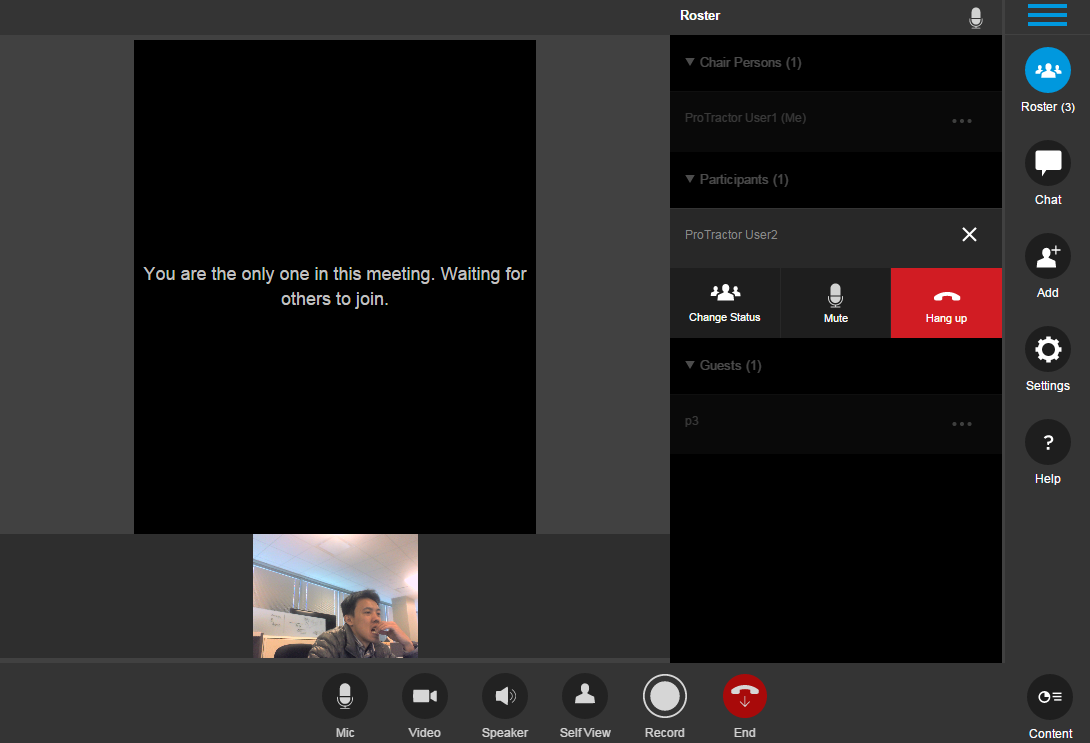 Roster
Chair Persons (1)
ProTractor User1 (Me)
Participants (1)
ProTractor User2
Change Status
Mute
Hang up
Guests (1)
p3
You are the only one in this meeting. Waiting for
others to join.
Roster (3)
Chat
Add
Settings
?
Help
Mic
Video
Speaker
Self View
Record
End
Content